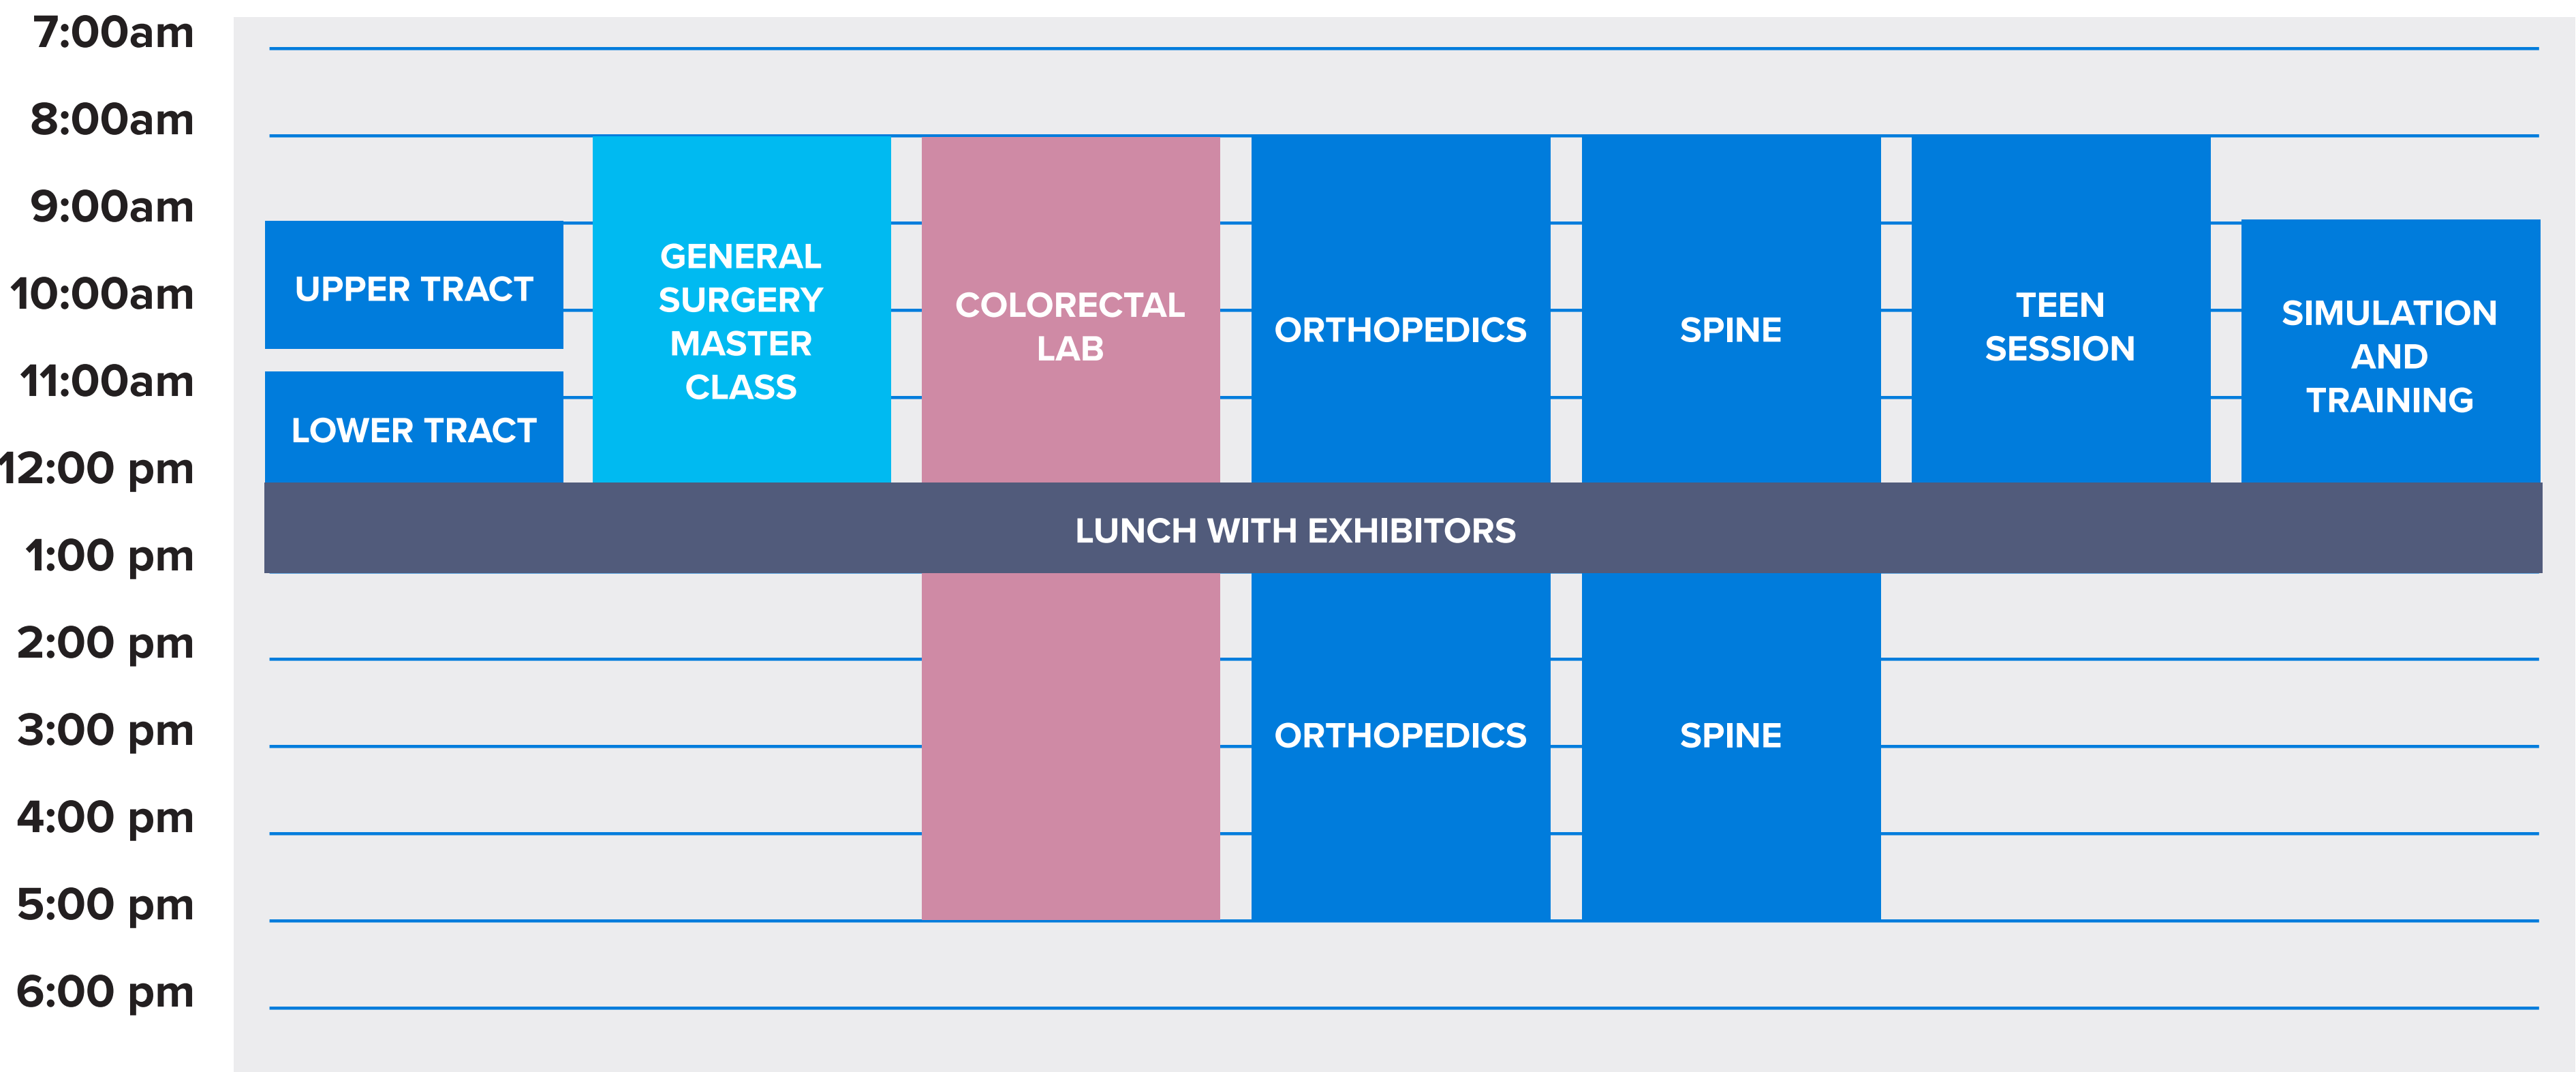 7:00am
8:00am
9:00am
10:00am
11:00am
12:00 pm
1:00 pm
2:00 pm
3:00 pm
4:00 pm
5:00 pm
6:00 pm
UPPER TRACT
LOWER TRACT
GENERAL
SURGERY
MASTER
CLASS
COLORECTAL
LAB
ORTHOPEDICS
SPINE
TEEN
SESSION
SIMULATION
AND
TRAINING
LUNCH WITH EXHIBITORS
ORTHOPEDICS
SPINE